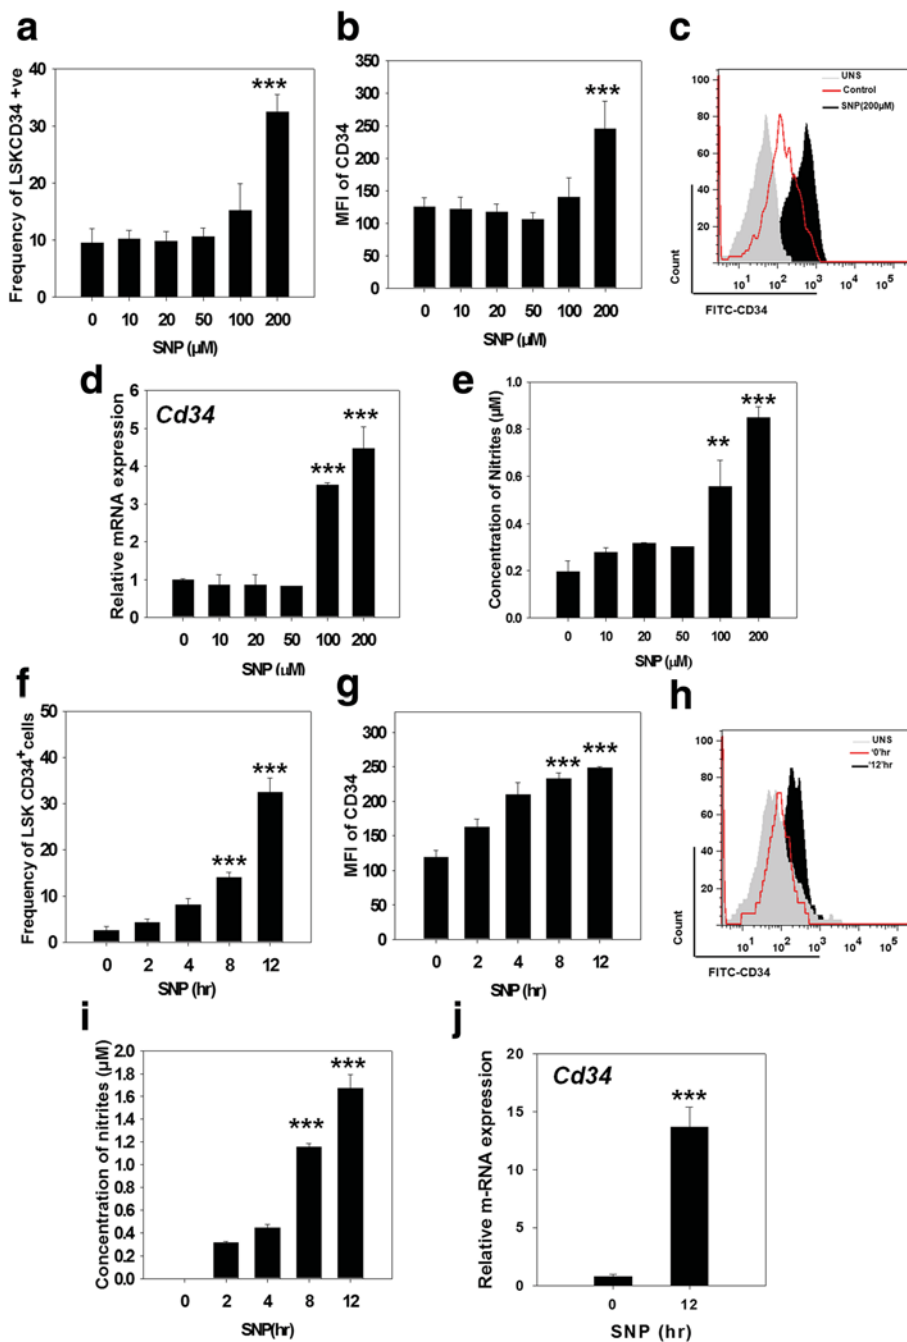 a
Frequency of LSKCD34 +ve
40
30
20
10
0
***
0 10 20 50 100 200
SNP (µM)
b
MFI of CD34
350
300
250
200
150
100
50
0
***
0 10 20 50 100 200
SNP (µM)
c
UNS
Control
SNP(200µM)
100
80
60
40
20
Count
10¹ 10² 10³ 10⁴ 10⁵
FITC-CD34
d
Cd34
Relative mRNA expression
6
5
4
3
2
1
0
*** ***
0 10 20 50 100 200
SNP (µM)
e
Concentration of Nitrites (µM)
1.0
0.8
0.6
0.4
0.2
0.0
** ***
0 10 20 50 100 200
SNP (µM)
f
Frequency of LSK CD34⁺cells
50
40
30
20
10
0
*** ***
0 2 4 8 12
SNP (hr)
g
MFI of CD34
300
250
200
150
100
50
0
*** ***
0 2 4 8 12
SNP (hr)
h
UNS
'0'hr
'12'hr
100
80
60
40
20
Count
10¹ 10² 10³ 10⁴ 10⁵
FITC-CD34
i
Concentration of nitrites (µM)
2.0
1.8
1.6
1.4
1.2
1.0
0.8
0.6
0.4
0.2
0.0
*** ***
0 2 4 8 12
SNP(hr)
j
Cd34
Relative m-RNA expression
20
15
10
5
0
***
0 12
SNP (hr)